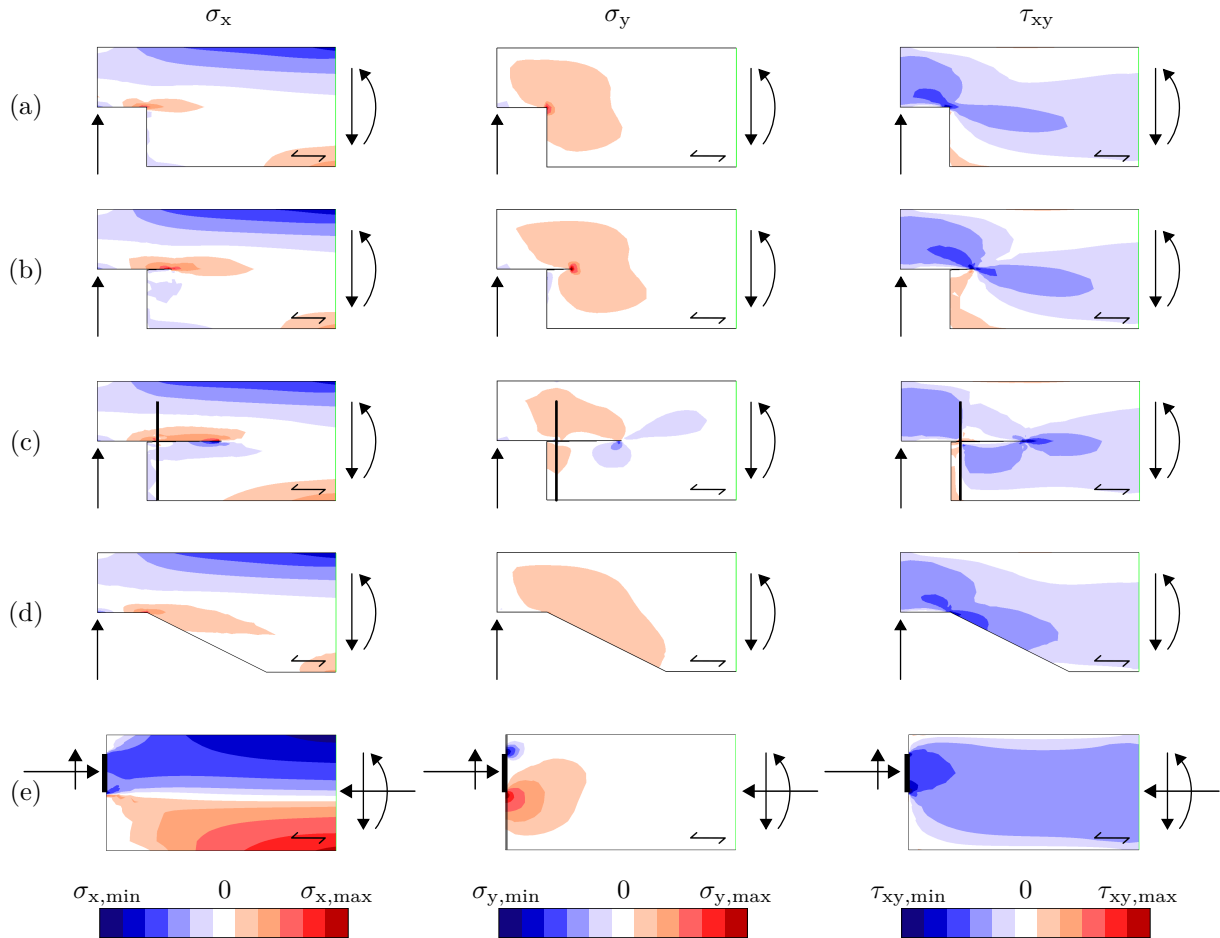 σx σy τxy
(a)
(b)
(c)
(d)
(e)
σx,min 0 σx,max σy,min 0 σy,max τxy,min 0 τxy,max